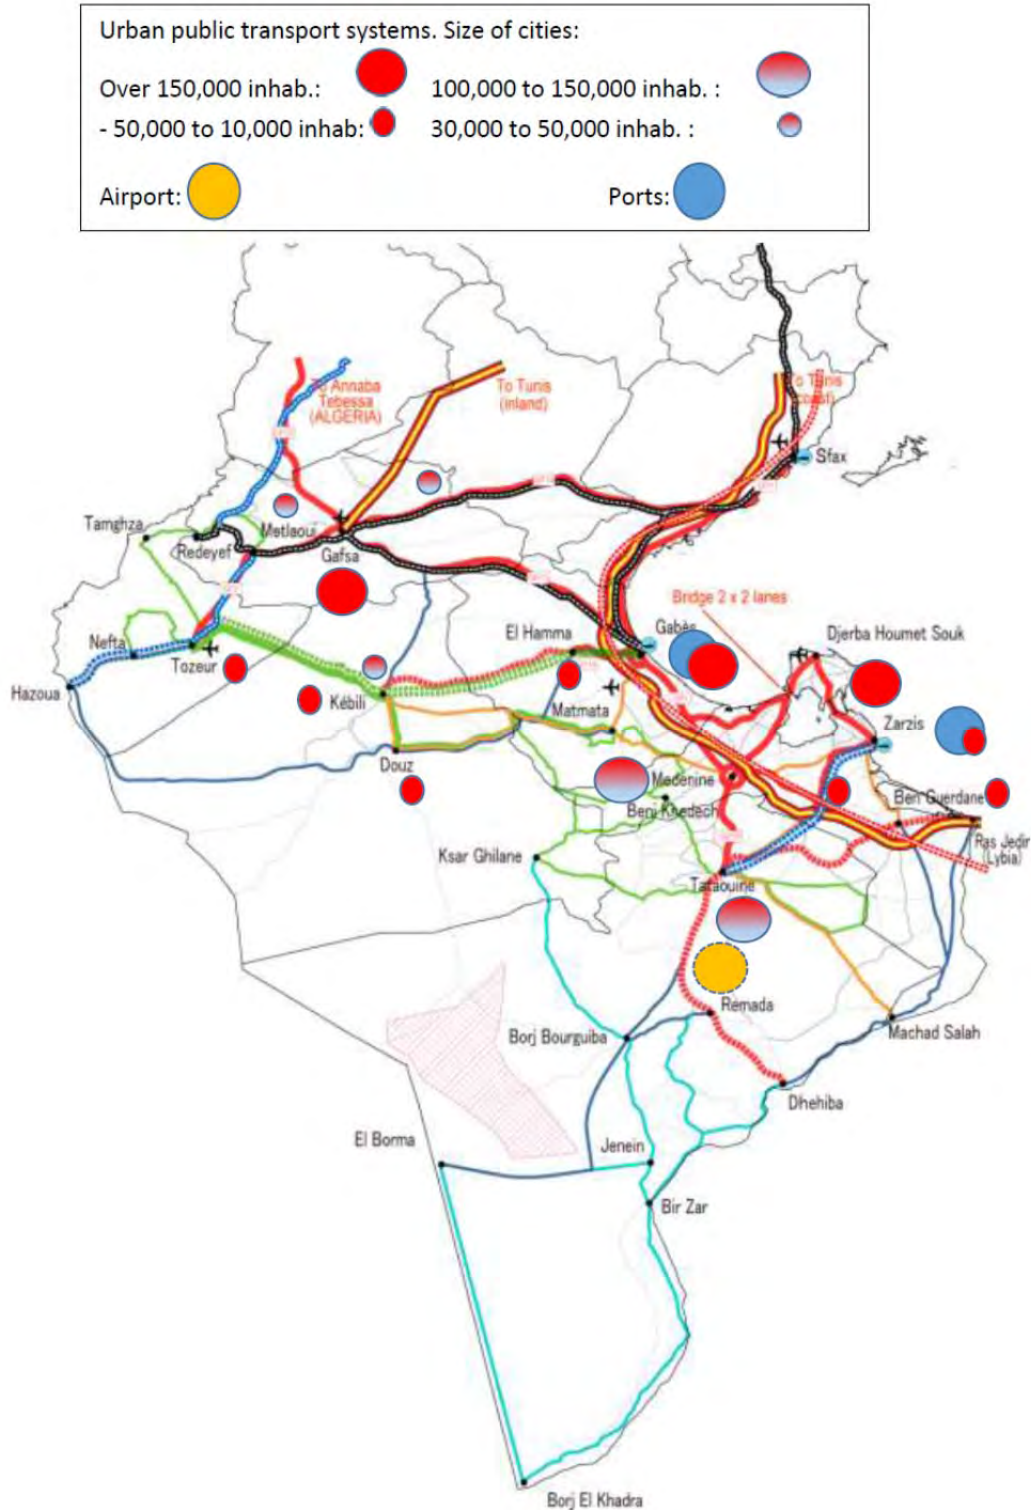 Urban public transport systems. Size of cities:
Over 150,000 inhab.:
100,000 to 150,000 inhab. :
- 50,000 to 10,000 inhab:
30,000 to 50,000 inhab. :
Airport:
Ports:
To Annaba
Tebessa
(ALGERIA)
To Tunis
(inland)
To Tunis
(coast)
Sfax
Tamghza
Redeyef
Metlaoui
Gafsa
Bridge 2 x 2 lanes
Gabès
El Hamma
Djerba Houmet Souk
Nefta
Tozeur
Hazoua
Kébili
Matmata
Zarzis
Douz
Medenine
Beni Khedech
Ben Guerdane
Ras Jedir
(Lybia)
Ksar Ghilane
Tataouine
Remada
Borj Bourguiba
Machad Salah
Dhehiba
El Borma
Jenein
Bir Zar
Borj El Khadra